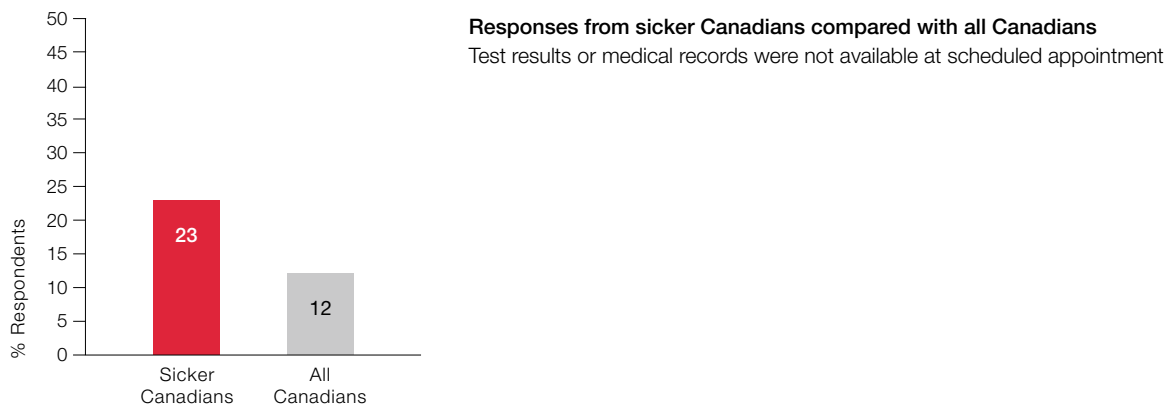 Responses from sicker Canadians compared with all Canadians
Test results or medical records were not available at scheduled appointment
% Respondents
50
45
40
35
30
25
20
15
10
5
0
23
12
Sicker
Canadians
All
Canadians